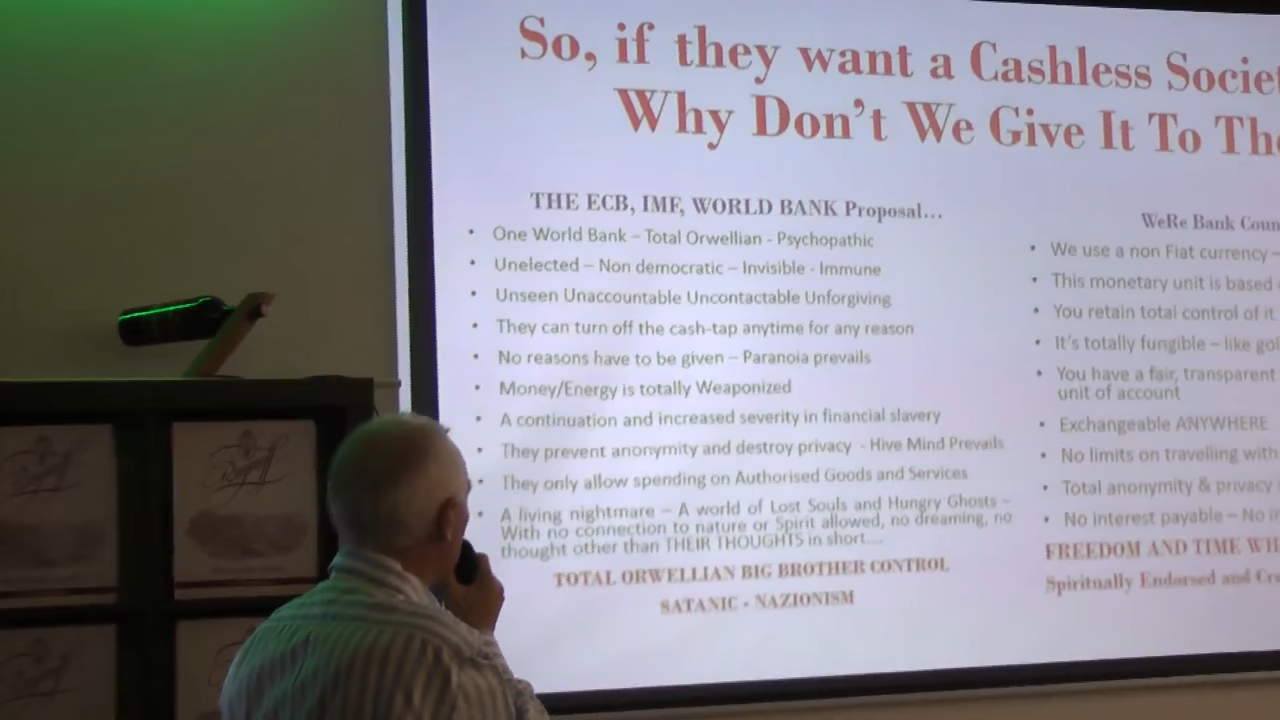 So, if they want a Cashless
Why Don't We Give It To
THE ECB, IMF, WORLD BANK Proposal...
• One World Bank – Total Orwellian - Psychopathic
• Unelected – Non democratic – Invisible - Immune
• Unseen Unaccountable Uncontactable Unforgiving
• They can turn off the cash-tap anytime for any reason
• No reasons have to be given – Paranoia prevails
• Money/Energy is totally Weaponized
• A continuation and increased severity in financial slavery
• They prevent anonymity and destroy privacy - Hive Mind Prevails
• They only allow spending on Authorised Goods and Services
• A living nightmare – A world of Lost Souls and Hungry Ghosts –
With no connection to nature or Spirit allowed, no dreaming, no
thought other than THEIR THOUGHTS in short....
TOTAL ORWELLIAN BIG BROTHER CONTROL
SATANIC - NAZIONISM
WeRe Bank
• We use a non Fiat currency –
• This monetary unit is based
• You retain total control of it
• It's totally fungible – like
• You have a fair, transparent
unit of account
• Exchangeable ANYWHERE
• No limits on travelling with
• Total anonymity & privacy
• No interest payable – No
FREEDOM AND TIME
Spiritually Endorsed and